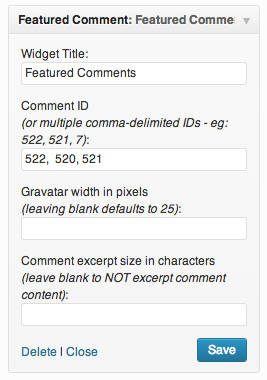 Featured Comment: Featured Comme
Widget Title:
Featured Comments
Comment ID
(or multiple comma-delimited IDs - eg:
522, 521, 7):
522, 520, 521
Gravatar width in pixels
(leaving blank defaults to 25):
Comment excerpt size in characters
(leave blank to NOT excerpt comment
content):
Delete | Close
Save